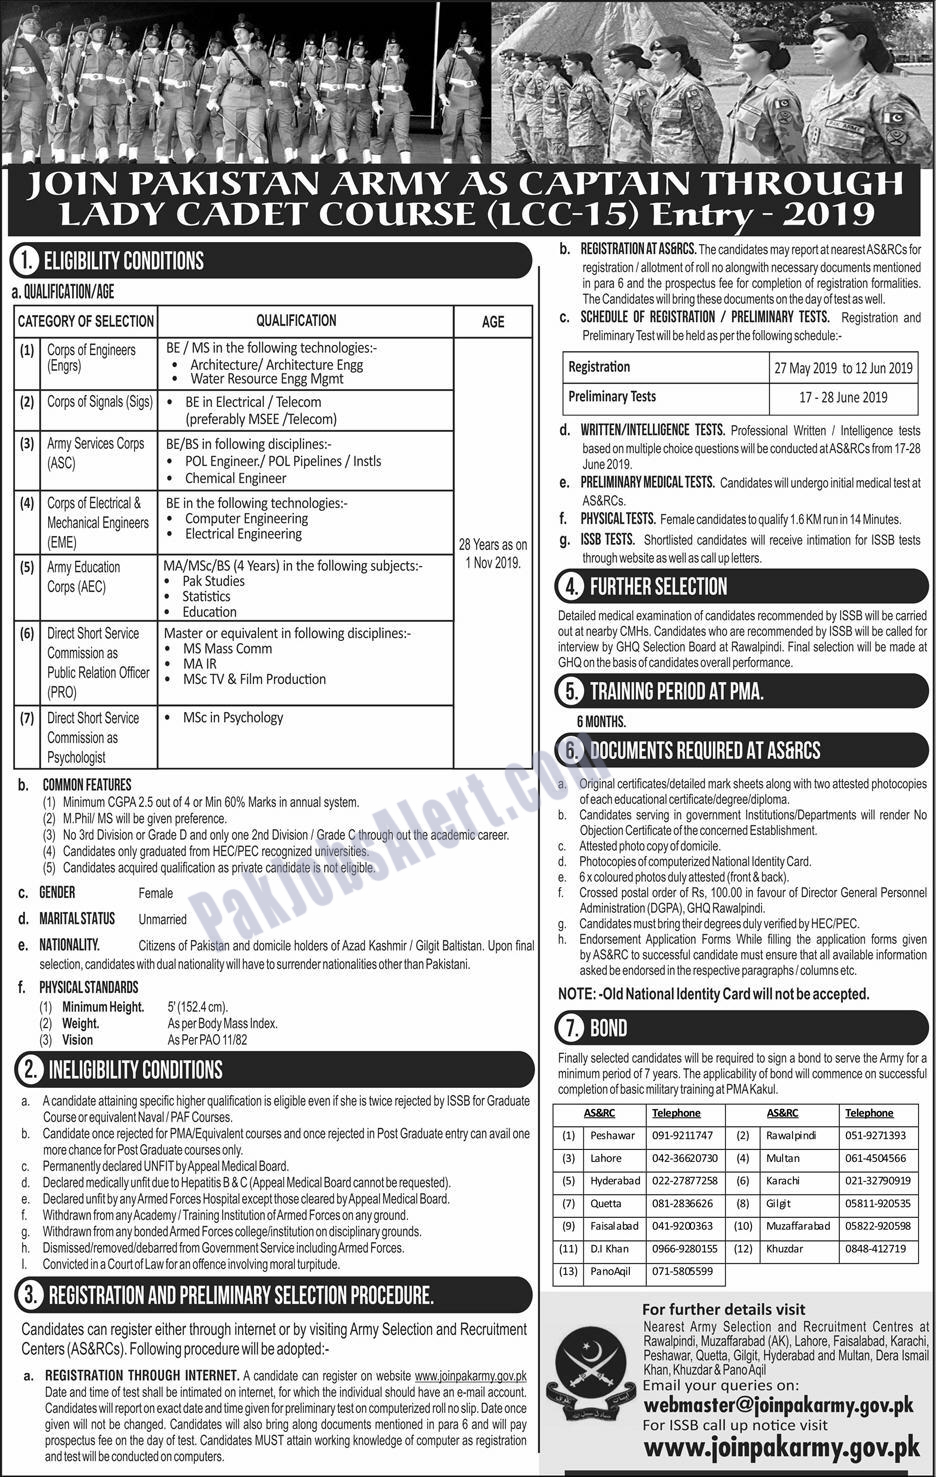 JOIN PAKISTAN ARMY AS CAPTAIN THROUGH
LADY CADET COURSE (LCC-15) Entry - 2019
1. ELIGIBILITY CONDITIONS
a. QUALIFICATION/AGE
CATEGORY OF SELECTION QUALIFICATION AGE
(1) Corps of Engineers
(Engrs)
BE / MS in the following technologies:-
• Architecture/ Architecture Engg
• Water Resource Engg Mgmt
(2) Corps of Signals (Sigs)
• BE in Electrical / Telecom
(preferably MSEE /Telecom)
(3) Army Services Corps
(ASC)
BE/BS in following disciplines:-
• POL Engineer./ POL Pipelines / Instls
• Chemical Engineer
(4) Corps of Electrical &
Mechanical Engineers
(EME)
BE in the following technologies:-
• Computer Engineering
• Electrical Engineering
(5) Army Education
Corps (AEC)
MA/MSc/BS (4 Years) in the following subjects:-
• Pak Studies
• Statistics
• Education
(6) Direct Short Service
Commission as
Public Relation Officer
(PRO)
Master or equivalent in following disciplines:-
• MS Mass Comm
• MA IR
• MSc TV & Film Production
(7) Direct Short Service
Commission as
Psychologist
• MSc in Psychology
28 Years as on
1 Nov 2019.
b. COMMON FEATURES
(1) Minimum CGPA 2.5 out of 4 or Min 60% Marks in annual system.
(2) M.Phil/ MS will be given preference.
(3) No 3rd Division or Grade D and only one 2nd Division / Grade C through out the academic career.
(4) Candidates only graduated from HEC/PEC recognized universities.
(5) Candidates acquired qualification as private candidate is not eligible.
c. GENDER Female
d. MARITAL STATUS Unmarried
e. NATIONALITY. Citizens of Pakistan and domicile holders of Azad Kashmir / Gilgit Baltistan. Upon final
selection, candidates with dual nationality will have to surrender nationalities other than Pakistani.
f. PHYSICAL STANDARDS
(1) Minimum Height. 5' (152.4 cm).
(2) Weight. As per Body Mass Index.
(3) Vision As Per PAO 11/82
2. INELIGIBILITY CONDITIONS
a. A candidate attaining specific higher qualification is eligible even if she is twice rejected by ISSB for Graduate
Course or equivalent Naval / PAF Courses.
b. Candidate once rejected for PMA/Equivalent courses and once rejected in Post Graduate entry can avail one
more chance for Post Graduate courses only.
c. Permanently declared UNFIT by Appeal Medical Board.
d. Declared medically unfit due to Hepatitis B & C (Appeal Medical Board cannot be requested).
e. Declared unfit by any Armed Forces Hospital except those cleared by Appeal Medical Board.
f. Withdrawn from any Academy / Training Institution of Armed Forces on any ground.
g. Withdrawn from any bonded Armed Forces college/institution on disciplinary grounds.
h. Dismissed/removed/debarred from Government Service including Armed Forces.
I. Convicted in a Court of Law for an offence involving moral turpitude.
3. REGISTRATION AND PRELIMINARY SELECTION PROCEDURE.
Candidates can register either through internet or by visiting Army Selection and Recruitment
Centers (AS&RCs). Following procedure will be adopted:-
a. REGISTRATION THROUGH INTERNET. A candidate can register on website www.joinpakarmy.gov.pk
Date and time of test shall be intimated on internet, for which the individual should have an e-mail account.
Candidates will report on exact date and time given for preliminary test on computerized roll no slip. Date once
given will not be changed. Candidates will also bring along documents mentioned in para 6 and will pay
prospectus fee on the day of test. Candidates MUST attain working knowledge of computer as registration
and test will be conducted on computers.
b. REGISTRATION AT AS&RCS. The candidates may report at nearest AS&RCs for
registration / allotment of roll no alongwith necessary documents mentioned
in para 6 and the prospectus fee for completion of registration formalities.
The Candidates will bring these documents on the day of test as well.
c. SCHEDULE OF REGISTRATION / PRELIMINARY TESTS. Registration and
Preliminary Test will be held as per the following schedule:-
Registration 27 May 2019 to 12 Jun 2019
Preliminary Tests 17 - 28 June 2019
d. WRITTEN/INTELLIGENCE TESTS. Professional Written / Intelligence tests
based on multiple choice questions will be conducted at AS&RCs from 17-28
June 2019.
e. PRELIMINARY MEDICAL TESTS. Candidates will undergo initial medical test at
AS&RCs.
f. PHYSICAL TESTS. Female candidates to qualify 1.6 KM run in 14 Minutes.
g. ISSB TESTS. Shortlisted candidates will receive intimation for ISSB tests
through website as well as call up letters.
4. FURTHER SELECTION
Detailed medical examination of candidates recommended by ISSB will be carried
out at nearby CMHs. Candidates who are recommended by ISSB will be called for
interview by GHQ Selection Board at Rawalpindi. Final selection will be made at
GHQ on the basis of candidates overall performance.
5. TRAINING PERIOD AT PMA.
6 MONTHS.
6. DOCUMENTS REQUIRED AT AS&RCS
a. Original certificates/detailed mark sheets along with two attested photocopies
of each educational certificate/degree/diploma.
b. Candidates serving in government Institutions/Departments will render No
Objection Certificate of the concerned Establishment.
c. Attested photo copy of domicile.
d. Photocopies of computerized National Identity Card.
e. 6 x coloured photos duly attested (front & back).
f. Crossed postal order of Rs, 100.00 in favour of Director General Personnel
Administration (DGPA), GHQ Rawalpindi.
g. Candidates must bring their degrees duly verified by HEC/PEC.
h. Endorsement Application Forms While filling the application forms given
by AS&RC to successful candidate must ensure that all available information
asked be endorsed in the respective paragraphs / columns etc.
NOTE: -Old National Identity Card will not be accepted.
7. BOND
Finally selected candidates will be required to sign a bond to serve the Army for a
minimum period of 7 years. The applicability of bond will commence on successful
completion of basic military training at PMA Kakul.
AS&RC Telephone AS&RC Telephone
(1) Peshawar 091-9211747 (2) Rawalpindi 051-9271393
(3) Lahore 042-36620730 (4) Multan 061-4504566
(5) Hyderabad 022-27877258 (6) Karachi 021-32790919
(7) Quetta 081-2836626 (8) Gilgit 05811-920535
(9) Faisalabad 041-9200363 (10) Muzaffarabad 05822-920598
(11) D.I Khan 0966-9280155 (12) Khuzdar 0848-412719
(13) PanoAqil 071-5805599
For further details visit
Nearest Army Selection and Recruitment Centres at
Rawalpindi, Muzaffarabad (AK), Lahore, Faisalabad, Karachi,
Peshawar, Quetta, Gilgit, Hyderabad and Multan, Dera Ismail
Khan, Khuzdar & Pano Aqil
Email your queries on:
webmaster@joinpakarmy.gov.pk
For ISSB call up notice visit
www.joinpakarmy.gov.pk
PakJobsAlert.com